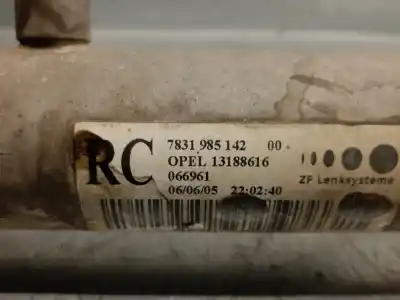 RC
7831 985 142 00
OPEL 13188616
066961
06/06/05 22:02:40
ZF Lenksysteme